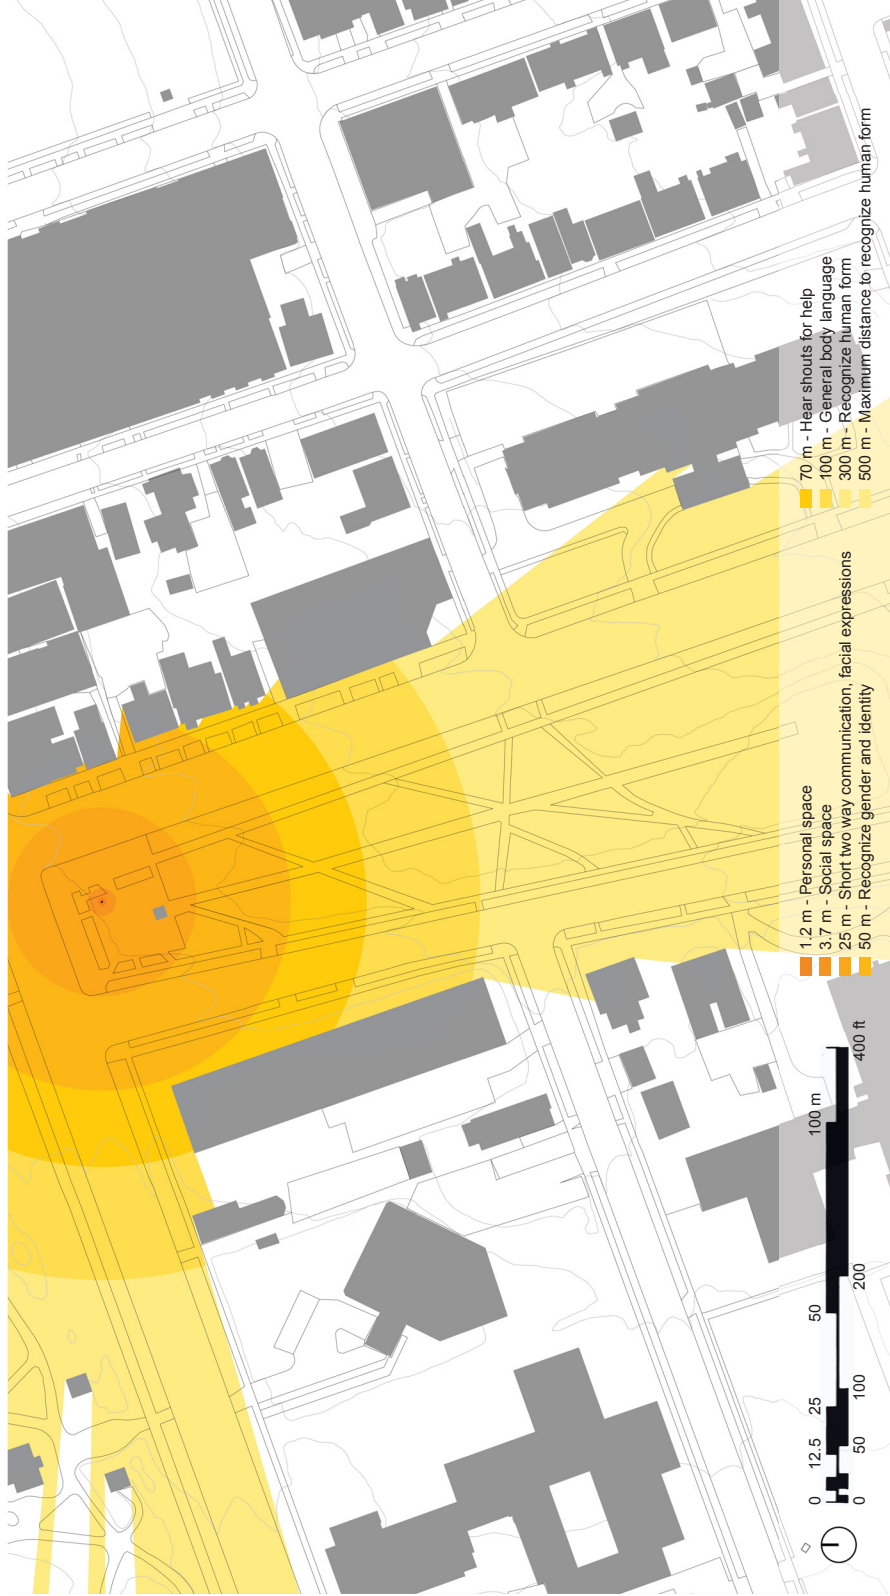 1.2 m - Personal space
3.7 m - Social space
25 m - Short two way communication, facial expressions
50 m - Recognize gender and identity
70 m - Hear shouts for help
100 m - General body language
300 m - Recognize human form
500 m - Maximum distance to recognize human form
0 12.5 25 50 100 m
0 50 100 200 400 ft